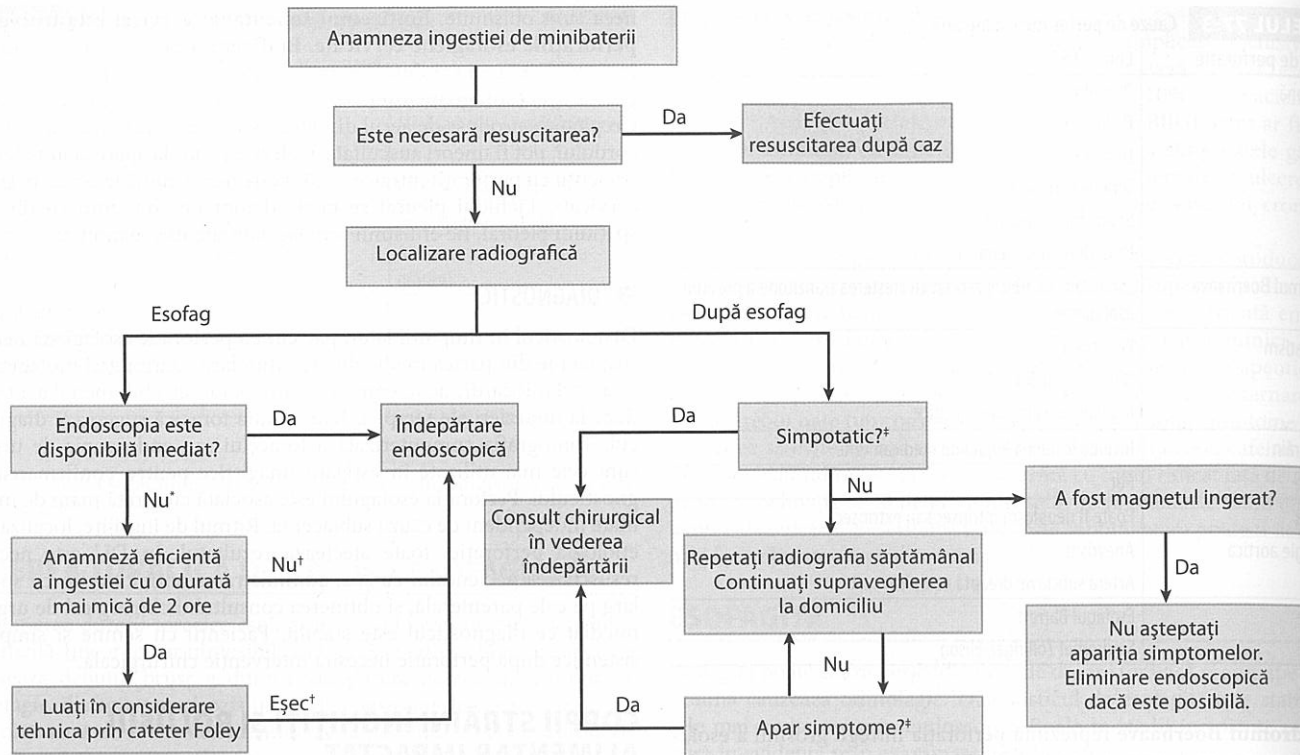 Anamneza ingestiei de minibaterii
Este necesară resuscitarea?
Da
Efectuați
resuscitarea după caz
Nu
Localizare radiografică
Esofag
După esofag
Endoscopia este
disponibilă imediat?
Da
Îndepărtare
endoscopică
Da
Simpotatic?‡
Nu*
Nu
A fost magnetul ingerat?
Consult chirurgical
în vederea
îndepărtării
Anamneză eficientă
a ingestiei cu o durată
mai mică de 2 ore
Nu†
Repetați radiografia săptămânal
Continuați supravegherea
la domiciliu
Da
Nu așteptați
apariția simptomelor.
Eliminare endoscopică
dacă este posibilă.
Da
Nu
Luați în considerare
tehnica prin cateter Foley
Eșec†
Da
Apar simptome?‡